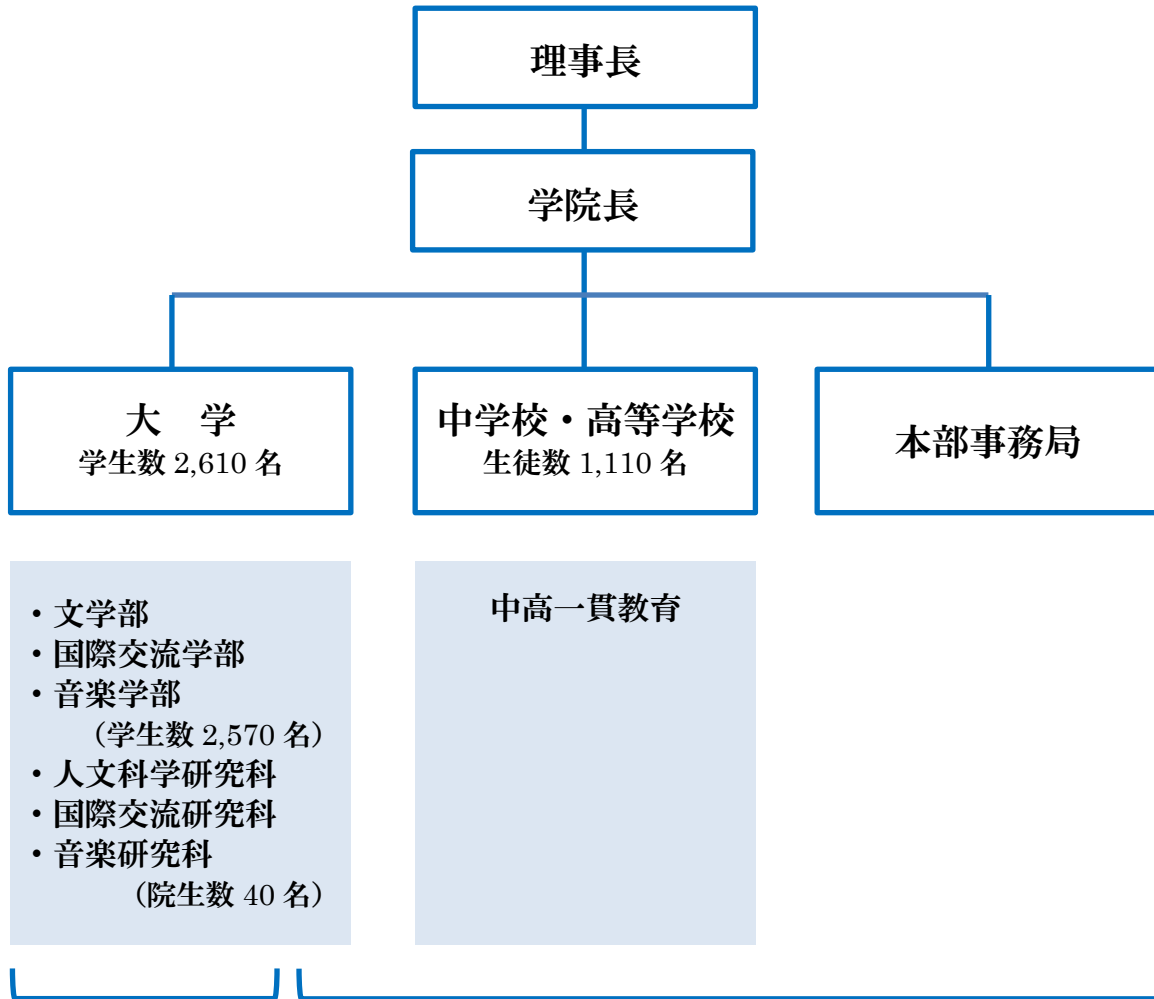 理事長
学院長
大　学
学生数 2,610 名
中学校・高等学校
生徒数 1,110 名
本部事務局
・文学部
・国際交流学部
・音楽学部
（学生数 2,570 名）
・人文科学研究科
・国際交流研究科
・音楽研究科
（院生数 40 名）
中高一貫教育